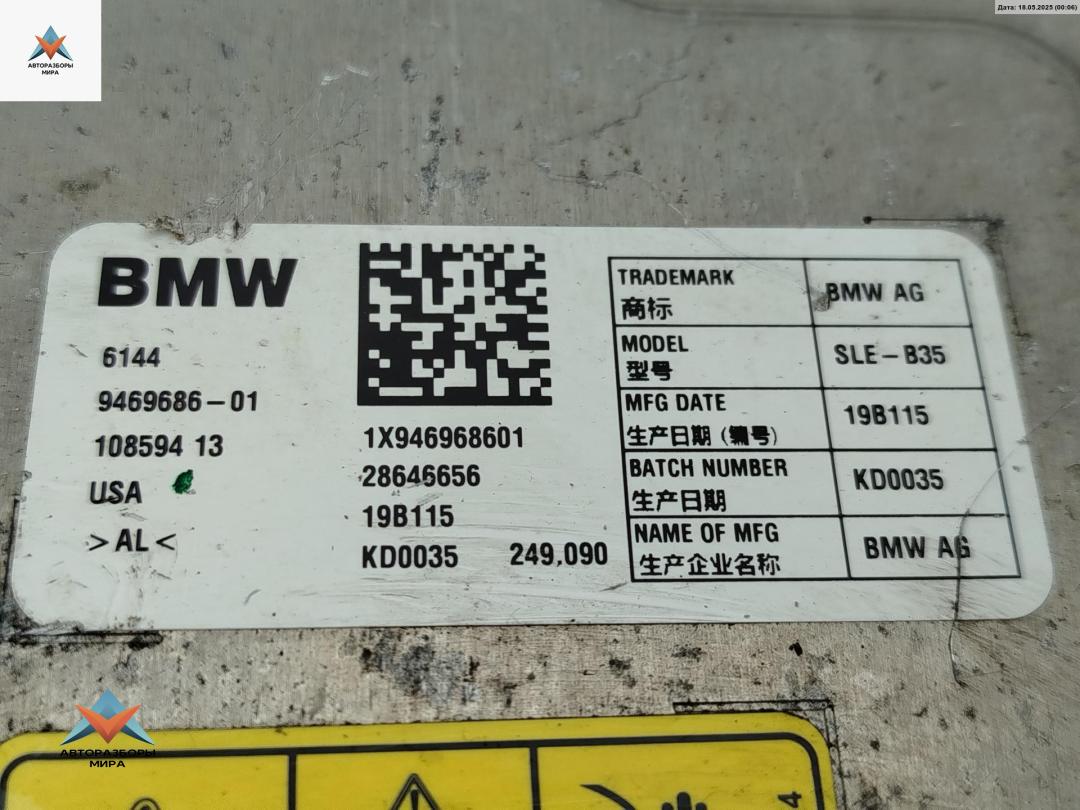 АВТОРАЗБОРЫ
МИРА
Дата: 18.05.2025 (00:06)
BMW
6144
9469686-01
108594 13
USA
>AL<
1X946968601
28646656
19B115
KD0035 249,090
TRADEMARK
商标
BMW AG
MODEL
型号
SLE-B35
MFG DATE
生产日期 (编号)
19B115
BATCH NUMBER
生产日期
KD0035
NAME OF MFG
生产企业名称
BMW AG
АВТОРАЗБОРЫ
МИРА
4